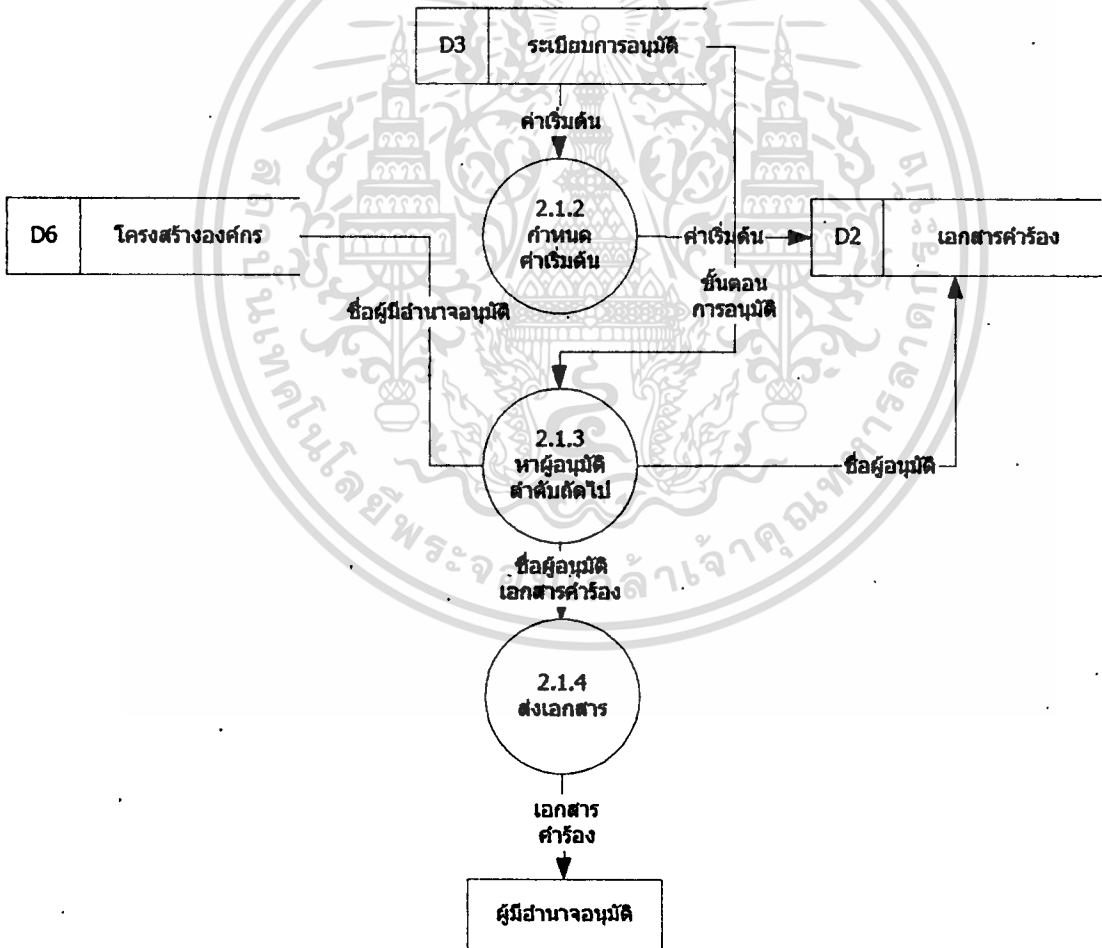 D3 ระเบียบการอนุมัติ
ค่าเริ่มต้น
2.1.2
กำหนด
ค่าเริ่มต้น
D6 โครงสร้างองค์กร
ค่าเริ่มต้น
D2 เอกสารคำร้อง
ขั้นตอน
การอนุมัติ
ชื่อผู้มีอำนาจอนุมัติ
2.1.3
หาผู้อนุมัติ
ลำดับถัดไป
ชื่อผู้อนุมัติ
ชื่อผู้อนุมัติ
เอกสารคำร้อง
2.1.4
ส่งเอกสาร
เอกสาร
คำร้อง
ผู้มีอำนาจอนุมัติ